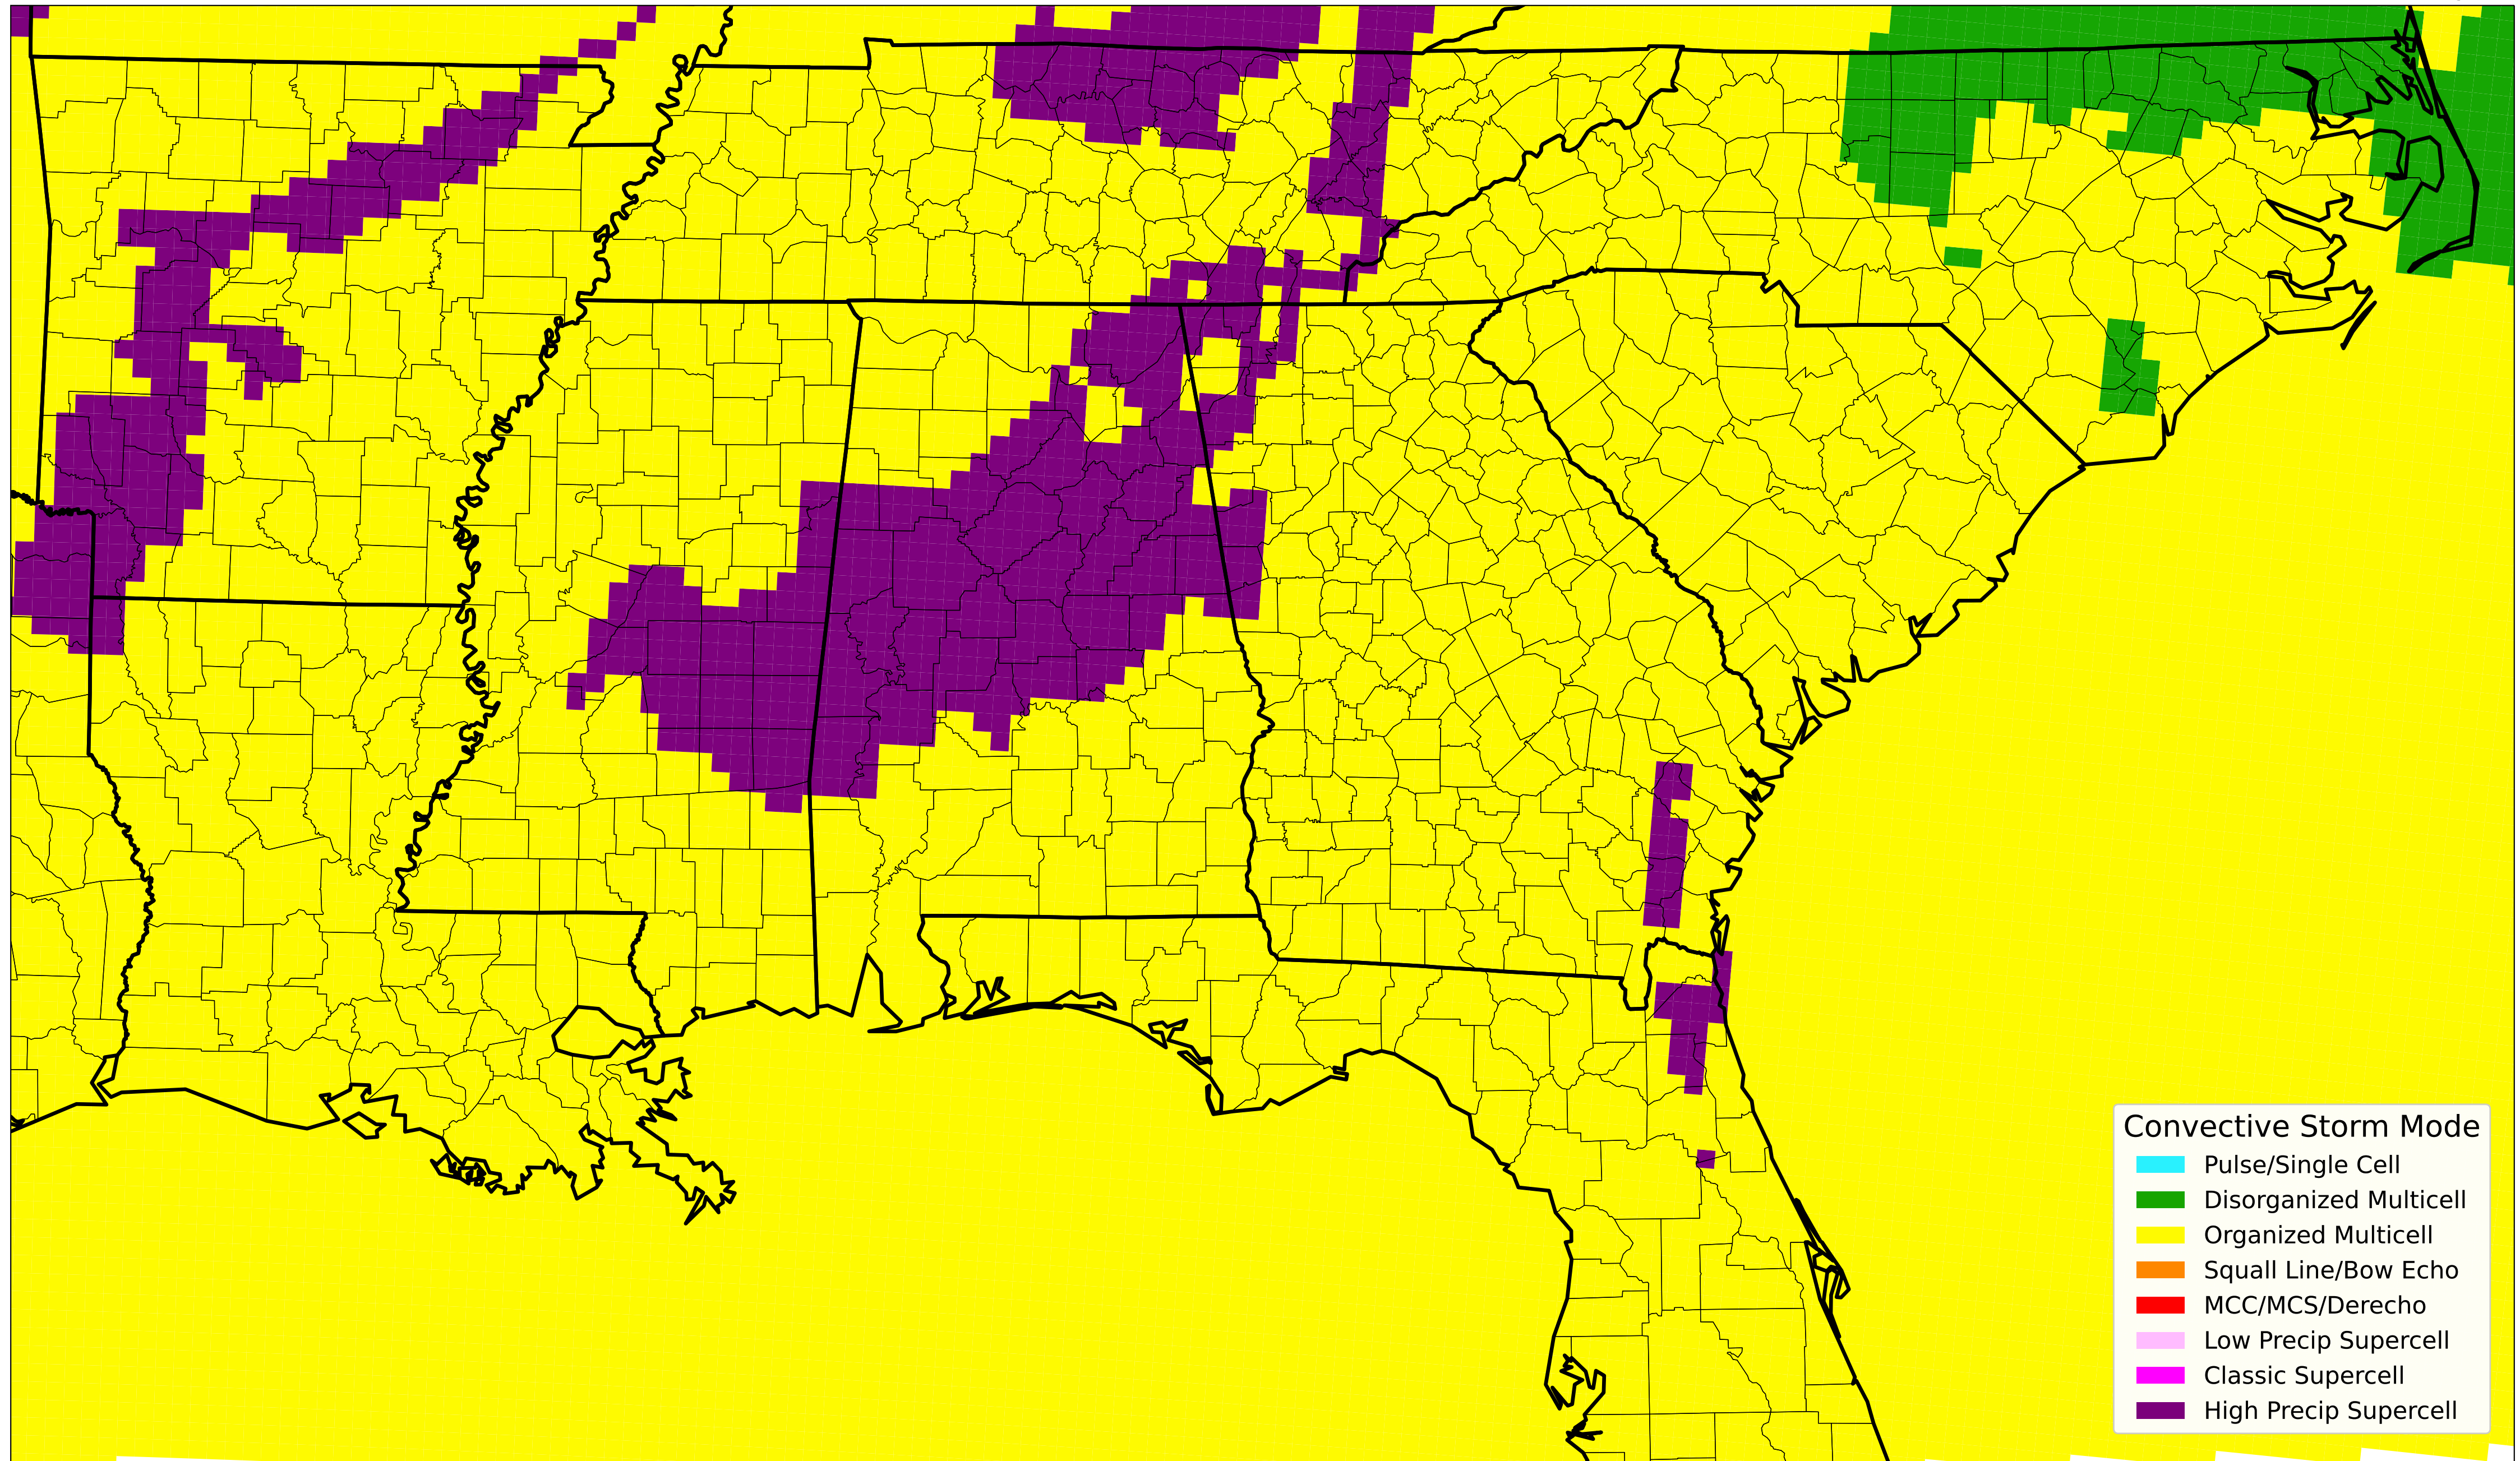 Convective Storm Mode
Pulse/Single Cell
Disorganized Multicell
Organized Multicell
Squall Line/Bow Echo
MCC/MCS/Derecho
Low Precip Supercell
Classic Supercell
High Precip Supercell